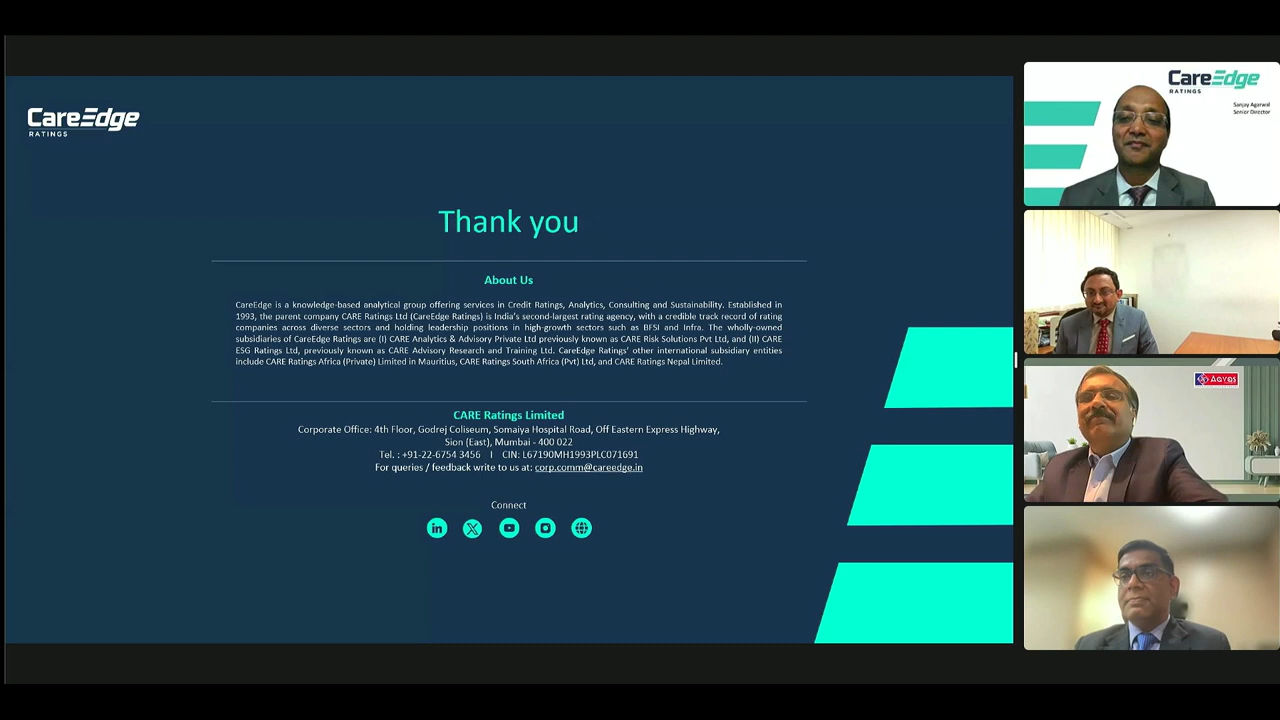 CareEdge
RATINGS
Thank you
About Us
CareEdge is a knowledge-based analytical group offering services in Credit Ratings, Analytics, Consulting and Sustainability. Established in
1993, the parent company CARE Ratings Ltd (CareEdge Ratings) is India's second-largest rating agency, with a credible track record of rating
companies across diverse sectors and holding leadership positions in high-growth sectors such as BFSI and Infra. The wholly-owned
subsidiaries of CareEdge Ratings are (I) CARE Analytics & Advisory Private Ltd previously known as CARE Risk Solutions Pvt Ltd, and (II) CARE
ESG Ratings Ltd, previously known as CARE Advisory Research and Training Ltd. CareEdge Ratings' other international subsidiary entities
include CARE Ratings Africa (Private) Limited in Mauritius, CARE Ratings South Africa (Pvt) Ltd, and CARE Ratings Nepal Limited.
CARE Ratings Limited
Corporate Office: 4th Floor, Godrej Coliseum, Somaiya Hospital Road, Off Eastern Express Highway,
Sion (East), Mumbai - 400 022
Tel. : +91-22-6754 3456 I CIN: L67190MH1993PLC071691
For queries / feedback write to us at: corp.comm@careedge.in
Connect
CareEdge
RATINGS
Sanjay Agarwal
Senior Director
Agvos